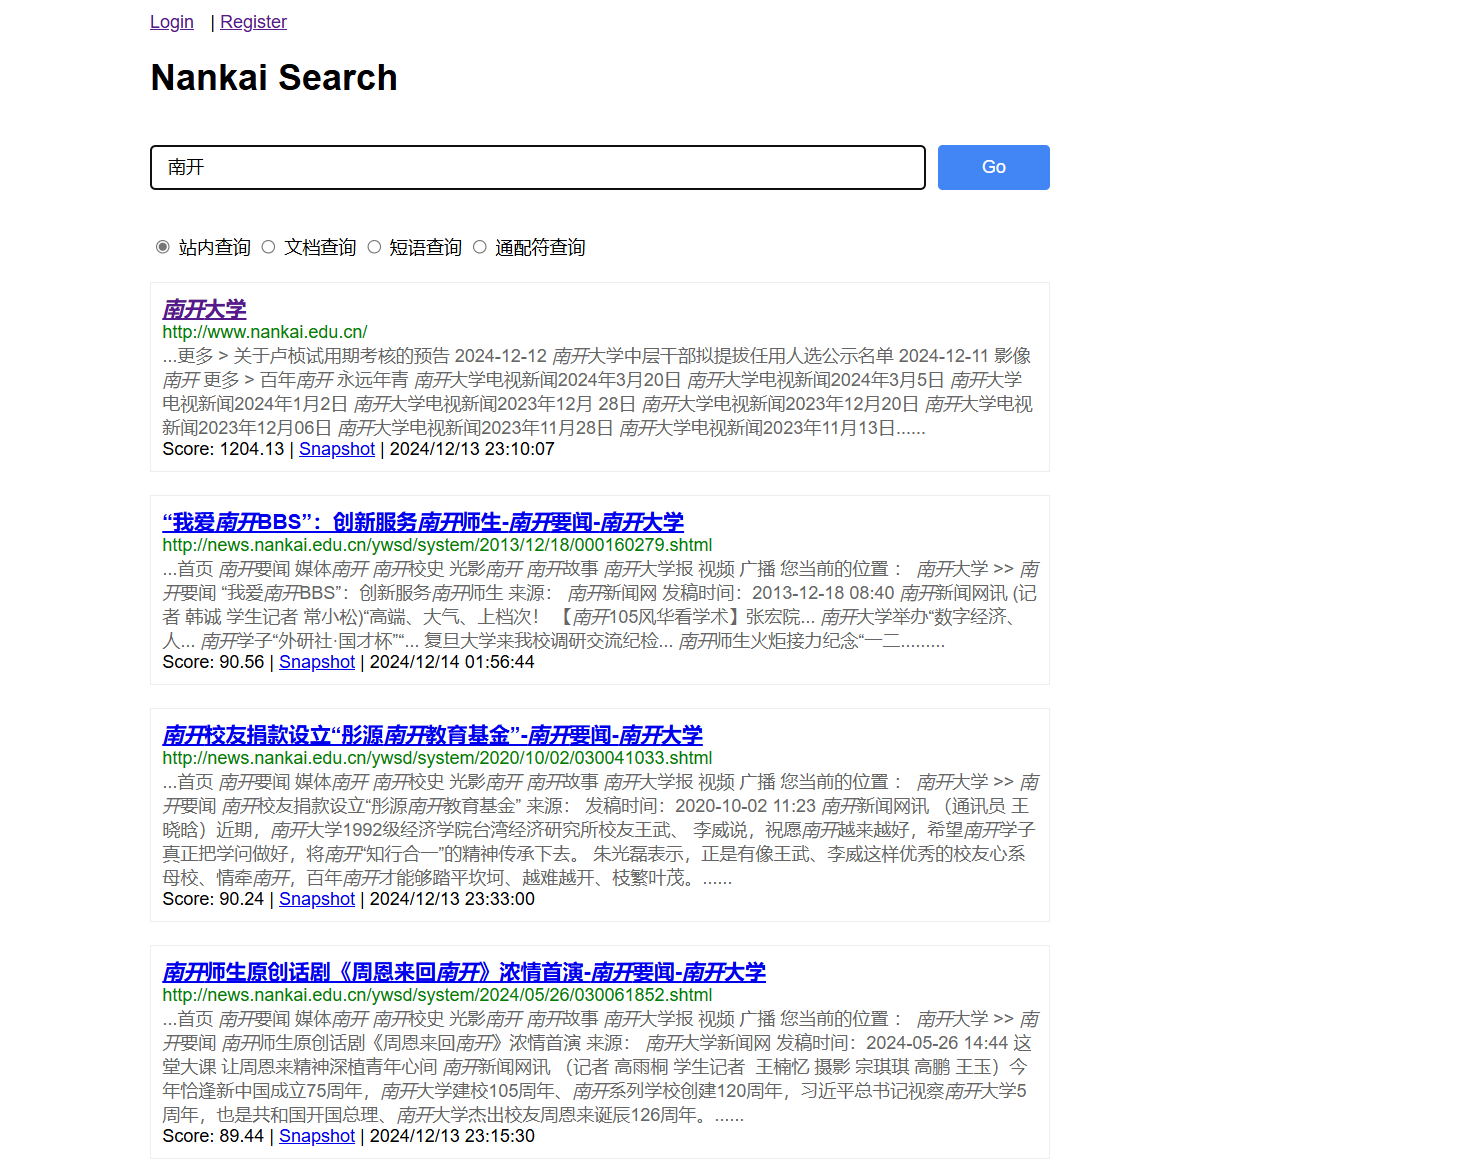 Login | Register
Nankai Search
南开
Go
站内查询 文档查询 短语查询 通配符查询
南开大学
http://www.nankai.edu.cn/
...更多 > 关于卢桢试用期考核的预告 2024-12-12 南开大学中层干部拟提拔任用人选公示名单 2024-12-11 影像
南开 更多 > 百年南开 永远年青 南开大学电视新闻2024年3月20日 南开大学电视新闻2024年3月5日 南开大学
电视新闻2024年1月2日 南开大学电视新闻2023年12月 28日 南开大学电视新闻2023年12月20日 南开大学电视
新闻2023年12月06日 南开大学电视新闻2023年11月28日 南开大学电视新闻2023年11月13日......
Score: 1204.13 | Snapshot | 2024/12/13 23:10:07
“我爱南开BBS”：创新服务南开师生-南开要闻-南开大学
http://news.nankai.edu.cn/ywsd/system/2013/12/18/000160279.shtml
...首页 南开要闻 媒体南开 南开校史 光影南开 南开故事 南开大学报 视频 广播 您当前的位置 ： 南开大学 >> 南
开要闻 “我爱南开BBS”：创新服务南开师生 来源： 南开新闻网 发稿时间：2013-12-18 08:40 南开新闻网讯 (记
者 韩诚 学生记者 常小松)“高端、大气、上档次！ 【南开105风华看学术】张宏院... 南开大学举办“数字经济、
人... 南开学子“外研社·国才杯”“... 复旦大学来我校调研交流纪检... 南开师生火炬接力纪念“一二.........
Score: 90.56 | Snapshot | 2024/12/14 01:56:44
南开校友捐款设立“彤源南开教育基金”-南开要闻-南开大学
http://news.nankai.edu.cn/ywsd/system/2020/10/02/030041033.shtml
...首页 南开要闻 媒体南开 南开校史 光影南开 南开故事 南开大学报 视频 广播 您当前的位置 ： 南开大学 >> 南
开要闻 南开校友捐款设立“彤源南开教育基金” 来源： 发稿时间：2020-10-02 11:23 南开新闻网讯 （通讯员 王
晓晗）近期，南开大学1992级经济学院台湾经济研究所校友王武、 李威说，祝愿南开越来越好，希望南开学子
真正把学问做好，将南开“知行合一”的精神传承下去。 朱光磊表示，正是有像王武、李威这样优秀的校友心系
母校、情牵南开，百年南开才能够踏平坎坷、越难越开、枝繁叶茂。......
Score: 90.24 | Snapshot | 2024/12/13 23:33:00
南开师生原创话剧《周恩来回南开》浓情首演-南开要闻-南开大学
http://news.nankai.edu.cn/ywsd/system/2024/05/26/030061852.shtml
...首页 南开要闻 媒体南开 南开校史 光影南开 南开故事 南开大学报 视频 广播 您当前的位置 ： 南开大学 >> 南
开要闻 南开师生原创话剧《周恩来回南开》浓情首演 来源： 南开大学新闻网 发稿时间：2024-05-26 14:44 这
堂大课 让周恩来精神深植青年心间 南开新闻网讯 （记者 高雨桐 学生记者 王楠忆 摄影 宗琪琪 高鹏 王玉）今
年恰逢新中国成立75周年，南开大学建校105周年、南开系列学校创建120周年，习近平总书记视察南开大学5
周年，也是共和国开国总理、南开大学杰出校友周恩来诞辰126周年。......
Score: 89.44 | Snapshot | 2024/12/13 23:15:30